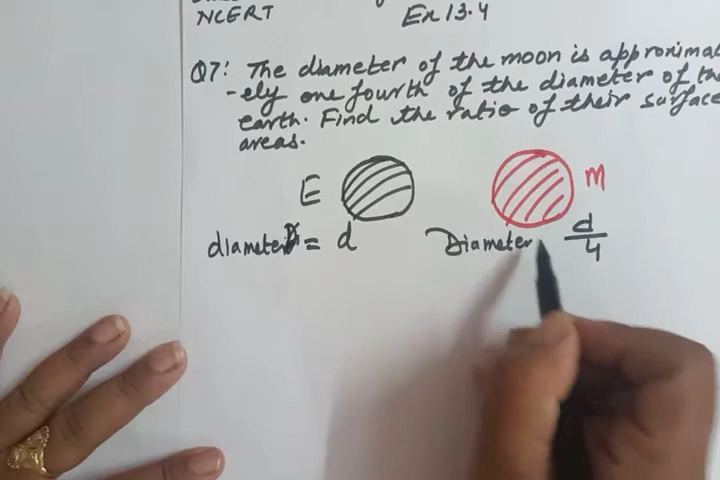 NCERT Ex 13.4
Q7: The diameter of the moon is approximat
-ely one fourth of the diameter of the
earth. Find the ratio of their surface
areas.
E M
diameter = d Diameter d/4